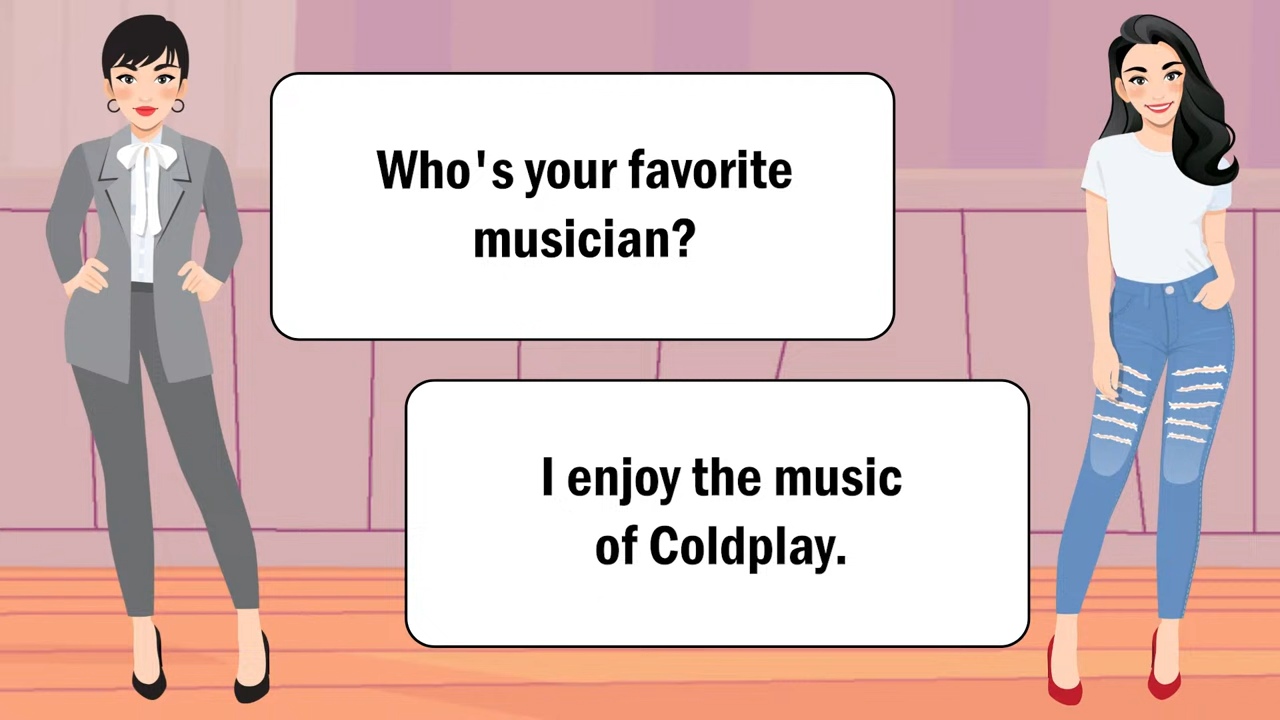 Who's your favorite
musician?
I enjoy the music
of Coldplay.